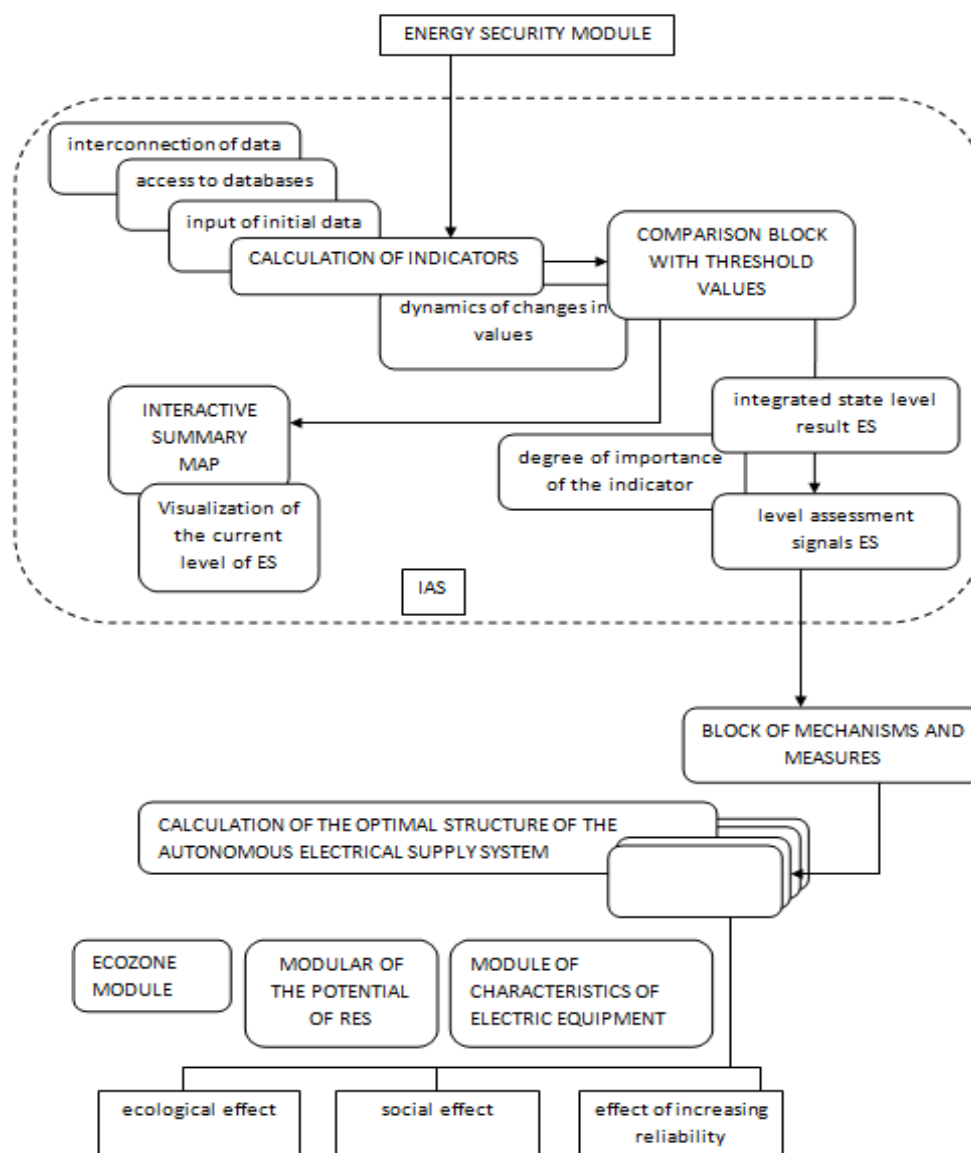 ENERGY SECURITY MODULE
interconnection of data
access to databases
input of initial data
CALCULATION OF INDICATORS
COMPARISON BLOCK
WITH THRESHOLD
VALUES
dynamics of changes in
values
INTERACTIVE
SUMMARY
MAP
integrated state level
result ES
degree of importance
of the indicator
Visualization of
the current
level of ES
level assessment
signals ES
IAS
BLOCK OF MECHANISMS AND
MEASURES
CALCULATION OF THE OPTIMAL STRUCTURE OF THE
AUTONOMOUS ELECTRICAL SUPPLY SYSTEM
ECOZONE
MODULE
MODULAR OF
THE POTENTIAL
OF RES
MODULE OF
CHARACTERISTICS OF
ELECTRIC EQUIPMENT
ecological effect
social effect
effect of increasing
reliability